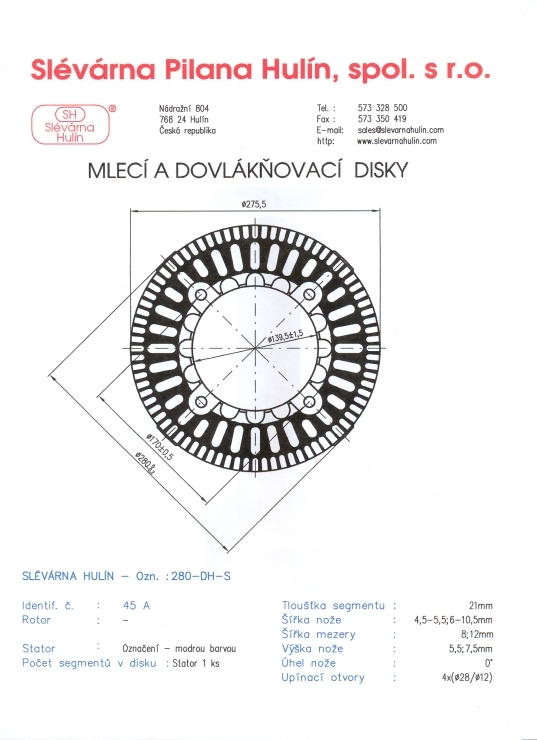 Slévárna Pilana Hulín, spol. s r.o.
SH
Slévárna
Hulín
®
Nádražní 804
768 24 Hulín
Česká republika
Tel. : 573 328 500
Fax : 573 350 419
E-mail: sales@slevarnahulin.com
http: www.slevarnahulin.com
MLECÍ A DOVLÁKŇOVACÍ DISKY
ø275,5
ø139,5±1,5
ø170±0,5
SLÉVÁRNA HULÍN – Ozn. : 280-DH-S
Identif. č. : 45 A
Rotor : –
Stator : Označení – modrou barvou
Počet segmentů v disku : Stator 1 ks
Tloušťka segmentu : 21mm
Šířka nože : 4,5-5,5;6-10,5mm
Šířka mezery : 8;12mm
Výška nože : 5,5;7,5mm
Úhel nože : 0°
Upínací otvory : 4x(ø28/ø12)